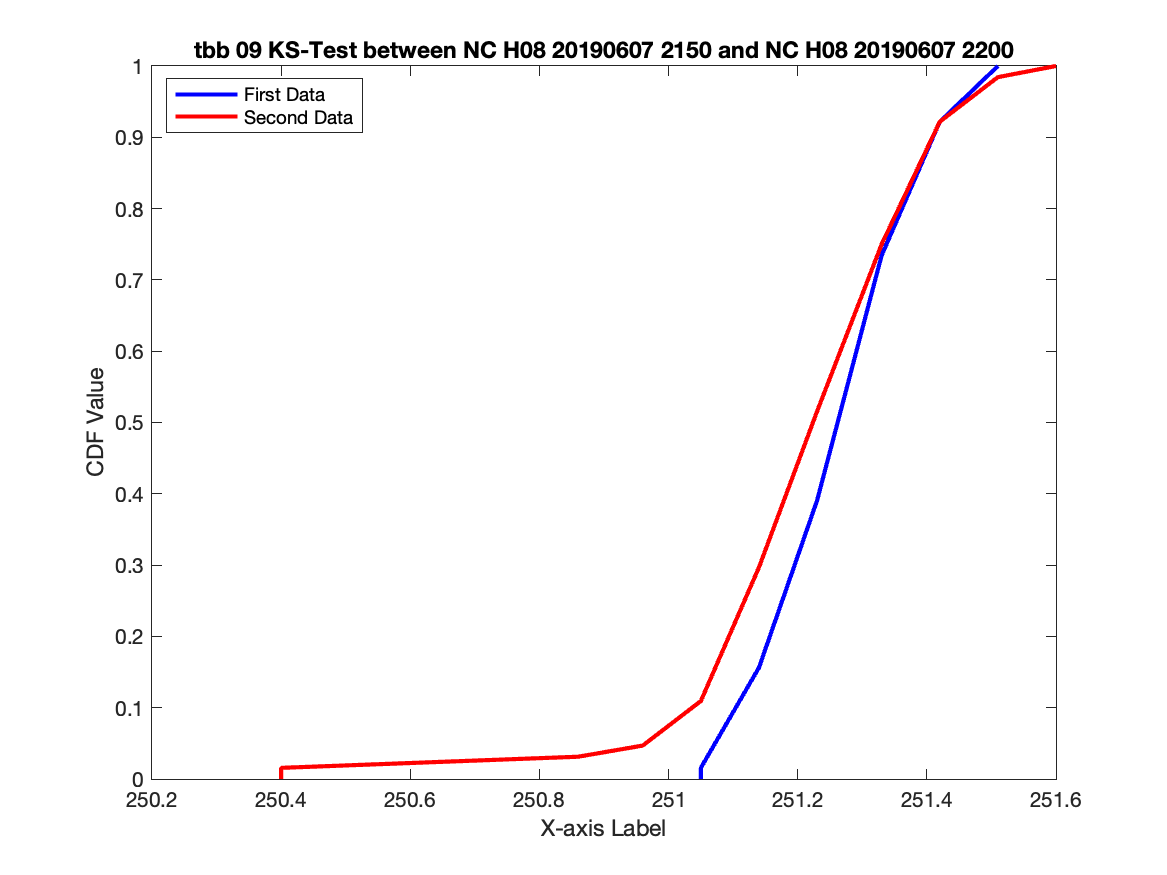 tbb 09 KS-Test between NC H08 20190607 2150 and NC H08 20190607 2200
First Data
Second Data
1
0.9
0.8
0.7
0.6
0.5
0.4
0.3
0.2
0.1
0
CDF Value
250.2 250.4 250.6 250.8 251 251.2 251.4 251.6
X-axis Label